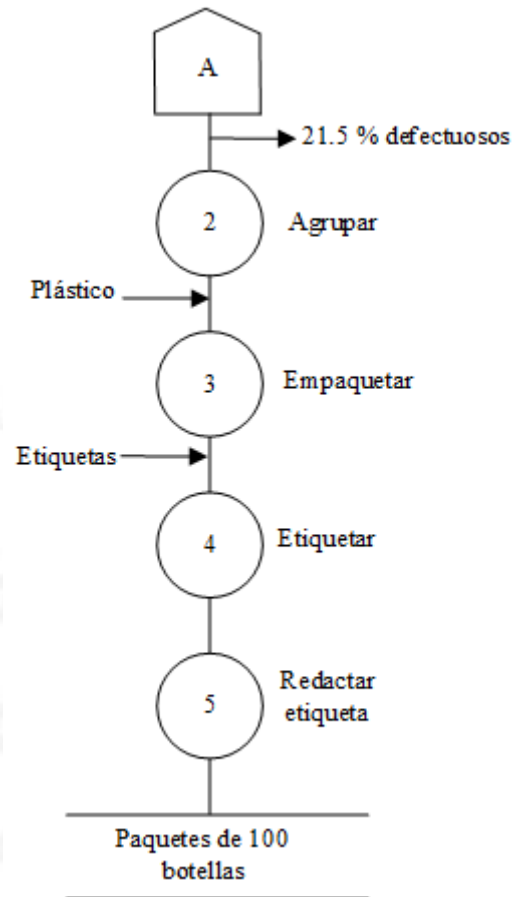 A
21.5 % defectuosos
2
Agrupar
Plástico
3
Empaquetar
Etiquetas
4
Etiquetar
5
Redactar
etiqueta
Paquetes de 100
botellas